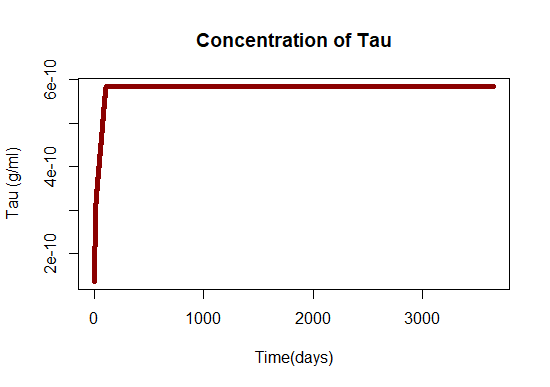 Concentration of Tau
Tau (g/ml)
6e-10
4e-10
2e-10
0 1000 2000 3000
Time(days)